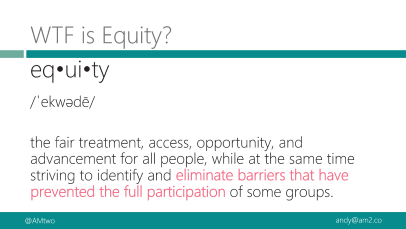 WTF is Equity?
eq•ui•ty
/ˈekwədē/
the fair treatment, access, opportunity, and
advancement for all people, while at the same time
striving to identify and eliminate barriers that have
prevented the full participation of some groups.
@AMtwo
andy@am2.co